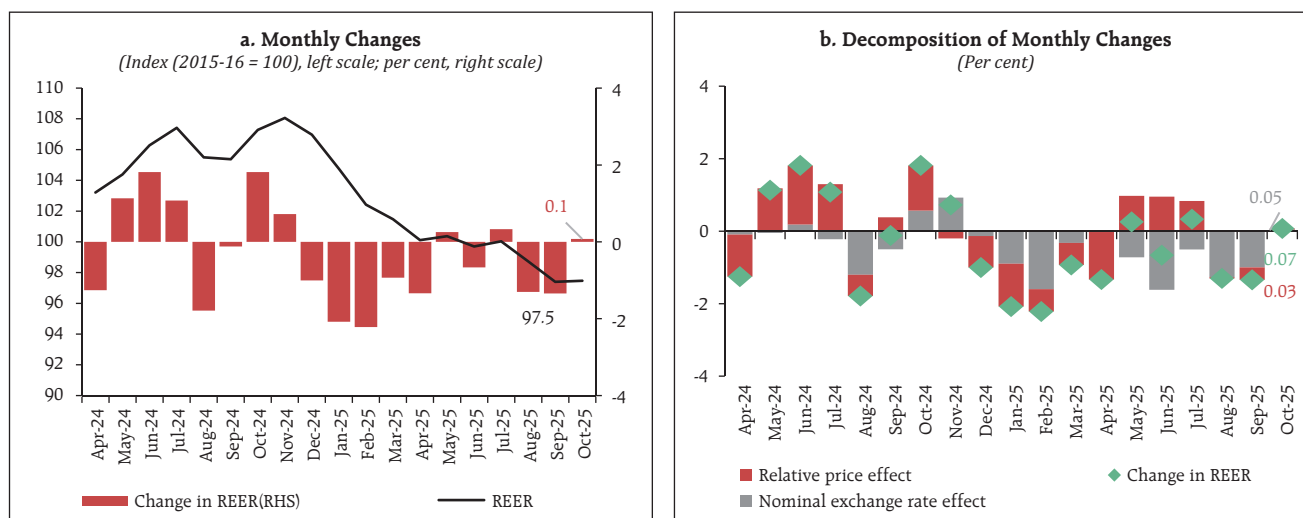 a. Monthly Changes
(Index (2015-16 = 100), left scale; per cent, right scale)
110
108
106
104
102
100
98
96
94
92
90
4
2
0
-2
-4
0.1
97.5
Apr-24
May-24
Jun-24
Jul-24
Aug-24
Sep-24
Oct-24
Nov-24
Dec-24
Jan-25
Feb-25
Mar-25
Apr-25
May-25
Jun-25
Jul-25
Aug-25
Sep-25
Oct-25
Change in REER(RHS)
REER
b. Decomposition of Monthly Changes
(Per cent)
4
2
0
-2
-4
0.05
0.07
0.03
Apr-24
May-24
Jun-24
Jul-24
Aug-24
Sep-24
Oct-24
Nov-24
Dec-24
Jan-25
Feb-25
Mar-25
Apr-25
May-25
Jun-25
Jul-25
Aug-25
Sep-25
Oct-25
Relative price effect
Change in REER
Nominal exchange rate effect